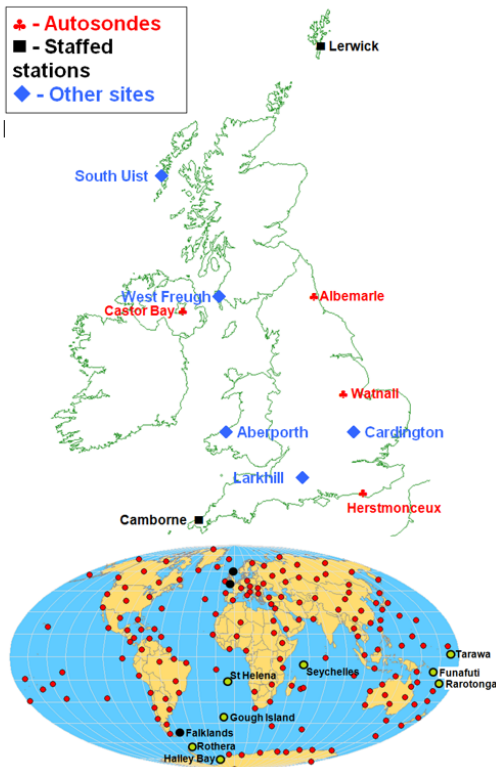 ♣ - Autosondes
■ - Staffed
stations
◆ - Other sites
Lerwick
South Uist
West Freugh
Castor Bay
Albemarle
Watnall
Aberporth
Cardington
Larkhill
Herstmonceux
Camborne
Tarawa
Seychelles
Funafuti
St Helena
Rarotonga
Gough Island
Falklands
Rothera
Halley Bay